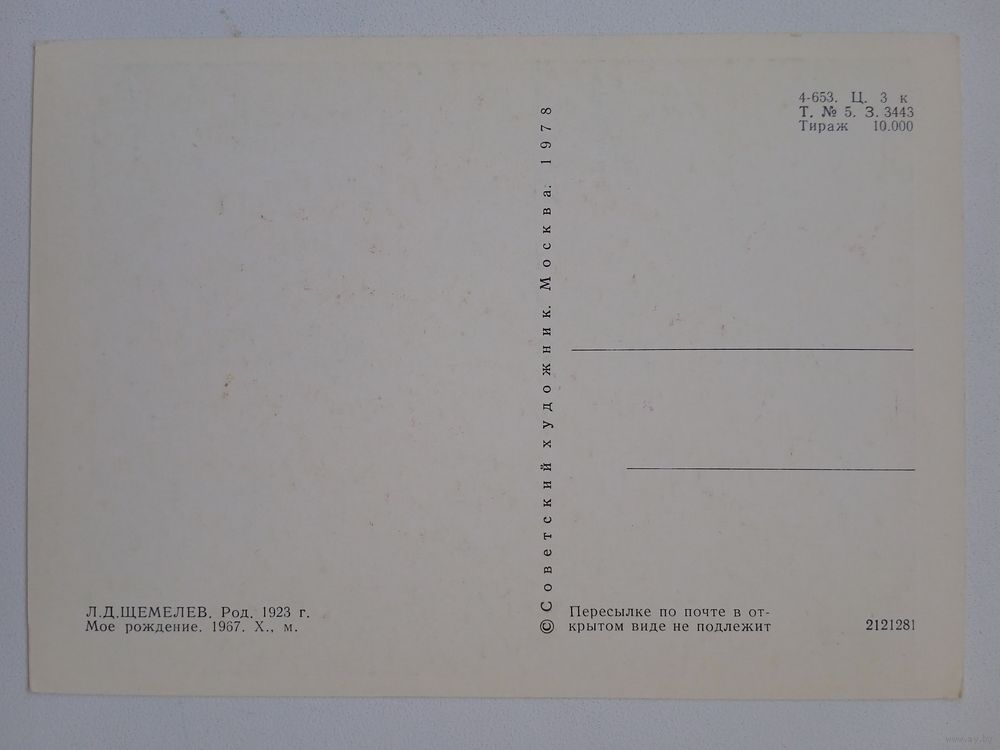 4-653. Ц. 3 к
Т. № 5. З. 3443
Тираж 10.000
© Советский художник. Москва. 1978
Л.Д.ЩЕМЕЛЕВ. Род. 1923 г.
Мое рождение. 1967. Х., м.
Пересылке по почте в от-
крытом виде не подлежит
2121281